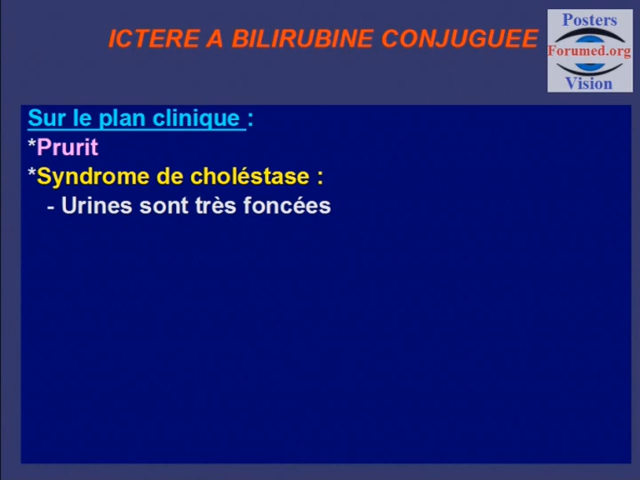 ICTERE A BILIRUBINE CONJUGUEE
Posters
Forumed.org
Vision
Sur le plan clinique :
*Prurit
*Syndrome de choléstase :
- Urines sont très foncées